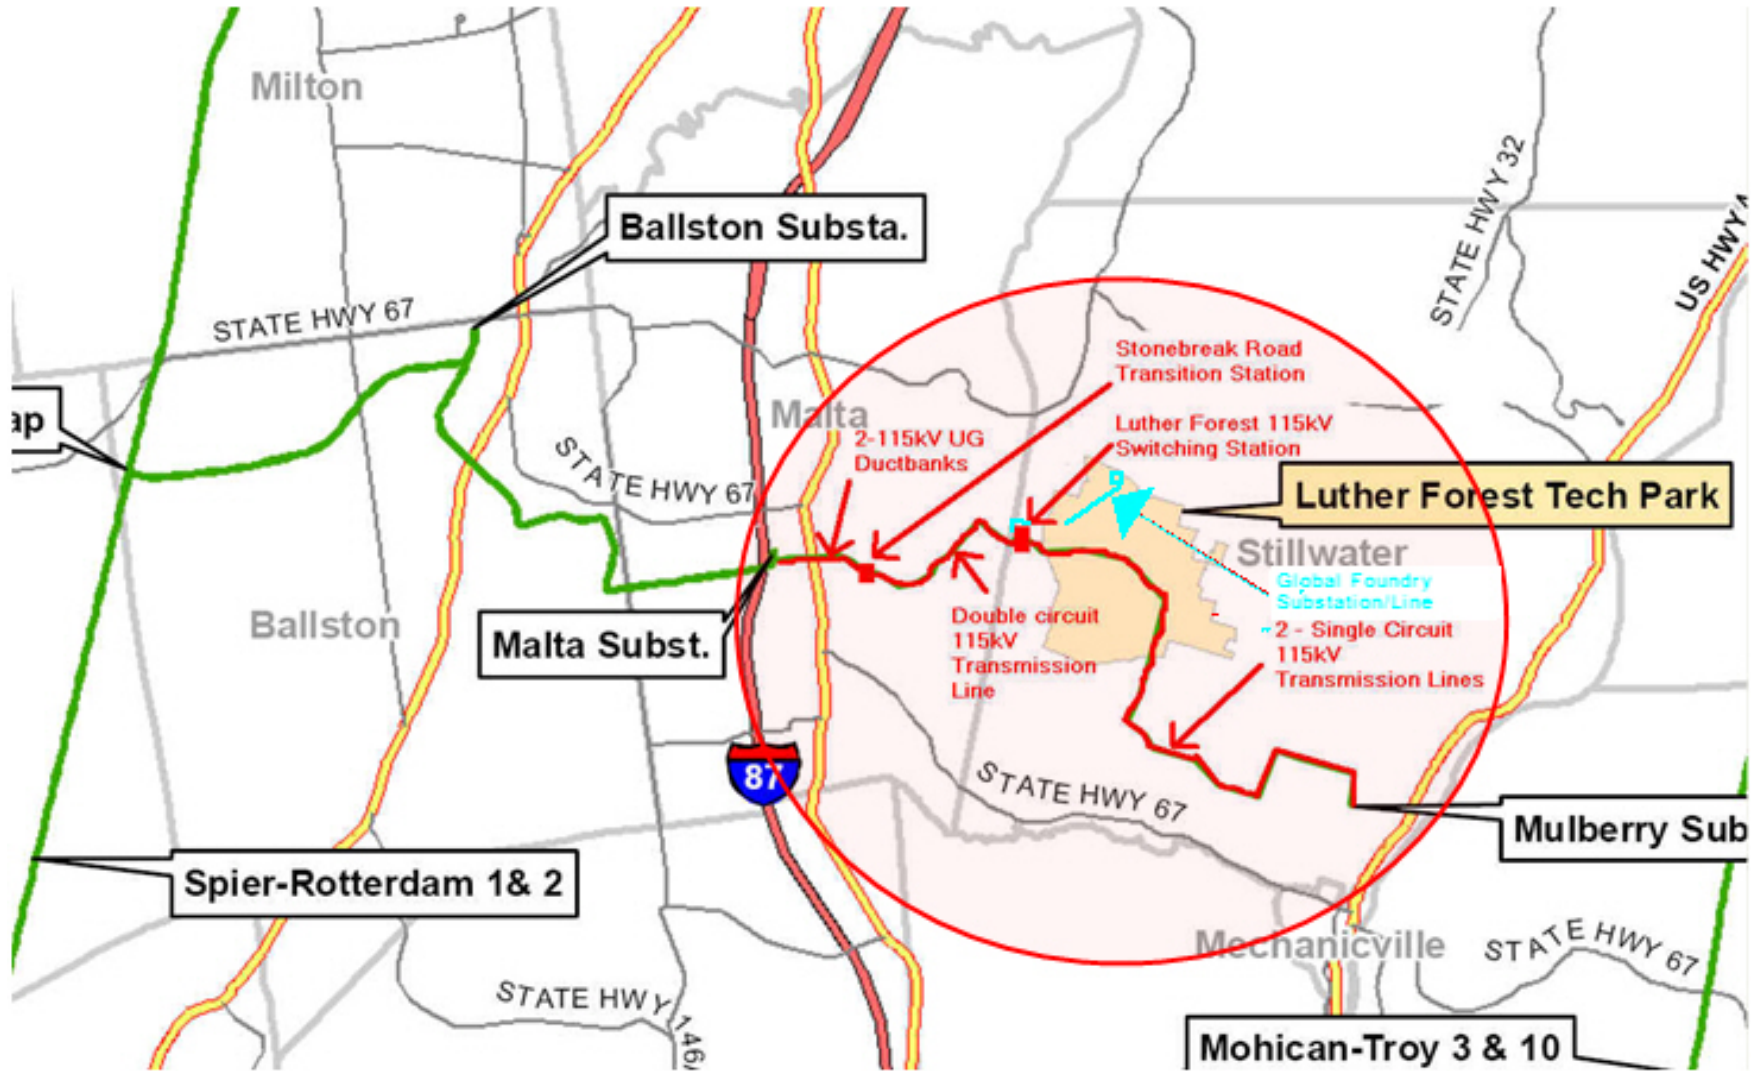 Milton
STATE HWY 32
US HWY 4
Ballston Substa.
STATE HWY 67
Stonebreak Road
Transition Station
ap
Malta
2-115kV UG
Ductbanks
Luther Forest 115kV
Switching Station
STATE HWY 67
Luther Forest Tech Park
Stillwater
Global Foundry
Substation/Line
Ballston
Malta Subst.
Double circuit
115kV
Transmission
Line
2 - Single Circuit
115kV
Transmission Lines
87
STATE HWY 67
Mulberry Sub
Spier-Rotterdam 1& 2
Mechanicville
STATE HWY 67
STATE HWY 146
Mohican-Troy 3 & 10